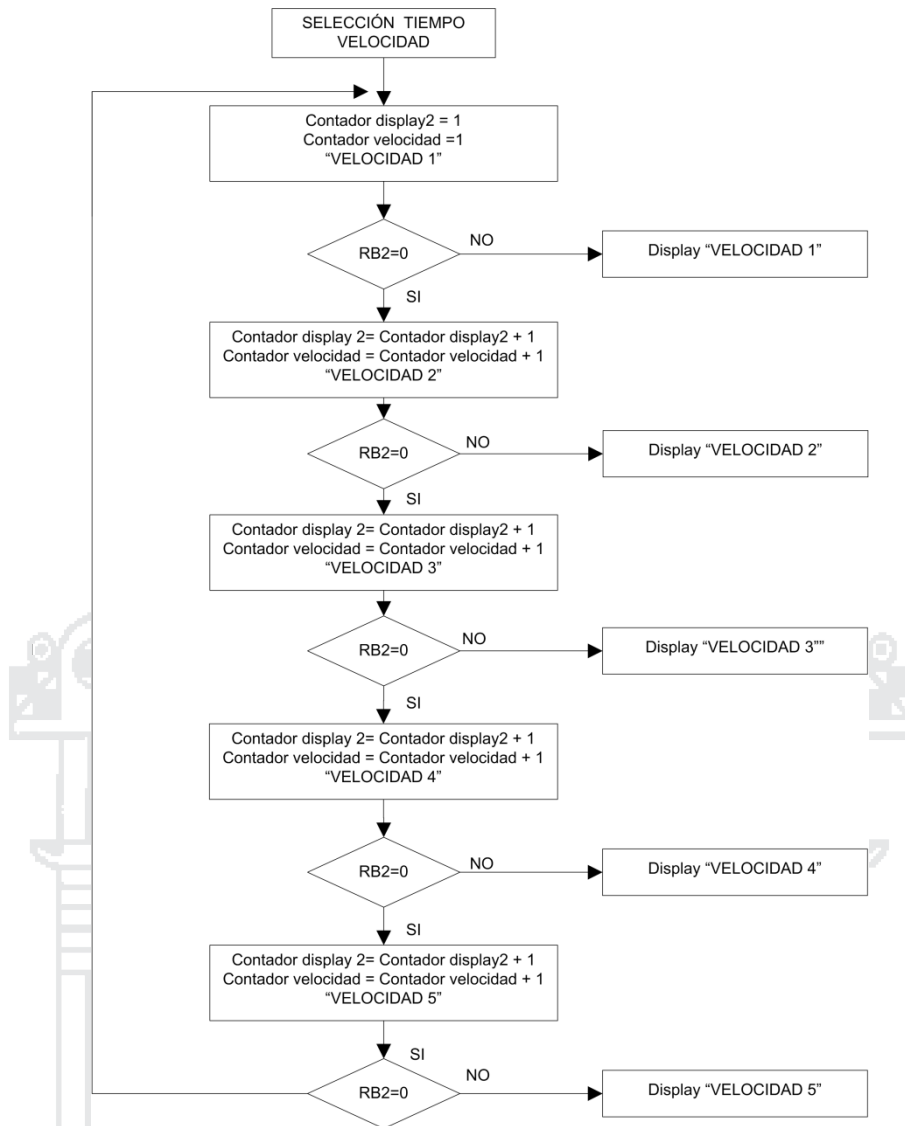 SELECCIÓN TIEMPO
VELOCIDAD
Contador display2 = 1
Contador velocidad =1
“VELOCIDAD 1”
RB2=0
NO
Display “VELOCIDAD 1”
SI
Contador display 2= Contador display2 + 1
Contador velocidad = Contador velocidad + 1
“VELOCIDAD 2”
RB2=0
NO
Display “VELOCIDAD 2”
SI
Contador display 2= Contador display2 + 1
Contador velocidad = Contador velocidad + 1
“VELOCIDAD 3”
RB2=0
NO
Display “VELOCIDAD 3””
SI
Contador display 2= Contador display2 + 1
Contador velocidad = Contador velocidad + 1
“VELOCIDAD 4”
RB2=0
NO
Display “VELOCIDAD 4”
SI
Contador display 2= Contador display2 + 1
Contador velocidad = Contador velocidad + 1
“VELOCIDAD 5”
SI
RB2=0
NO
Display “VELOCIDAD 5”